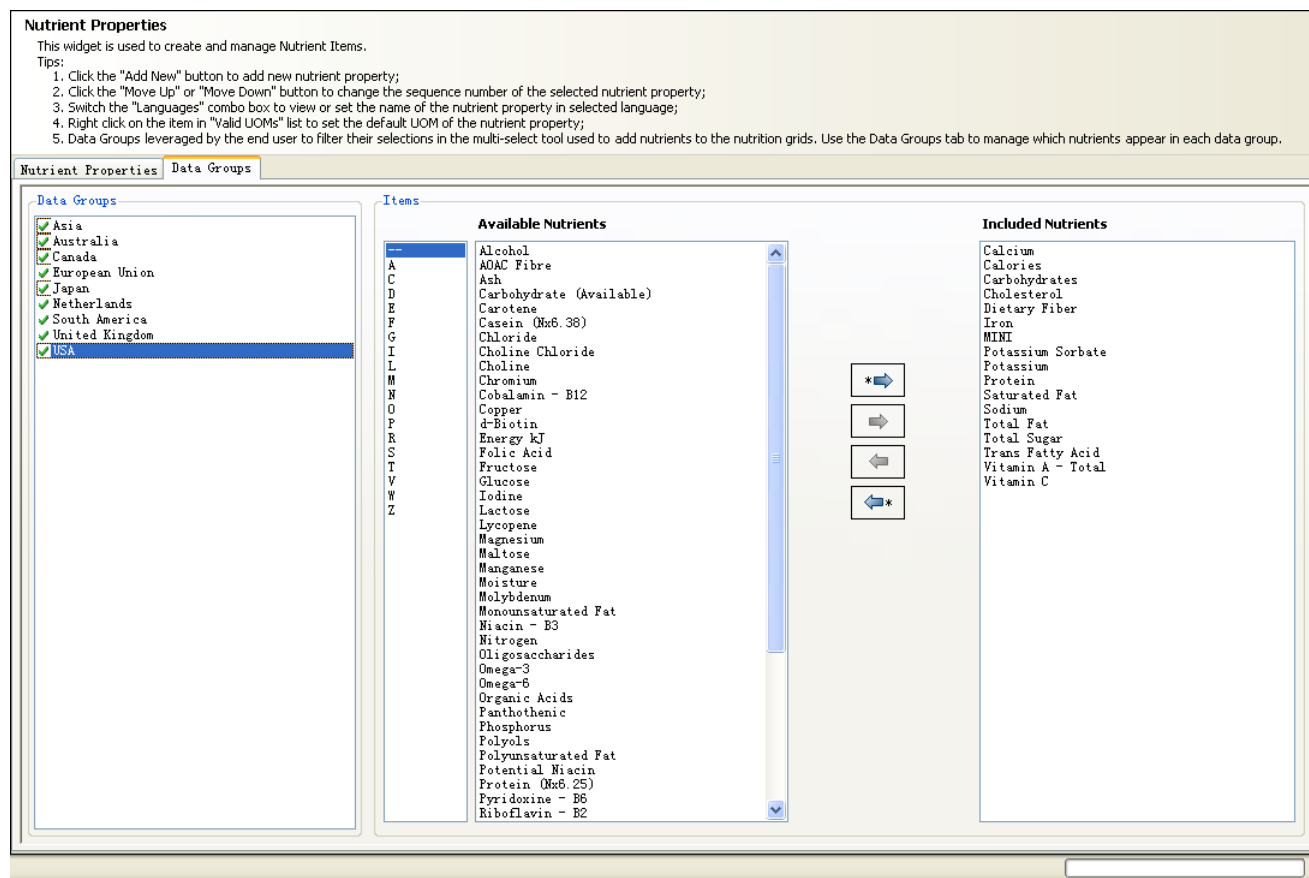 Nutrient Properties
This widget is used to create and manage Nutrient Items.
Tips:
1. Click the "Add New" button to add new nutrient property;
2. Click the "Move Up" or "Move Down" button to change the sequence number of the selected nutrient property;
3. Switch the "Languages" combo box to view or set the name of the nutrient property in selected language;
4. Right click on the item in "Valid UOMs" list to set the default UOM of the nutrient property;
5. Data Groups leveraged by the end user to filter their selections in the multi-select tool used to add nutrients to the nutrition grids. Use the Data Groups tab to manage which nutrients appear in each data group.
Nutrient Properties Data Groups
Data Groups
Asia
Australia
Canada
European Union
Japan
Netherlands
South America
United Kingdom
USA
Items
Available Nutrients
--
A
C
D
E
F
G
I
L
M
N
O
P
R
S
T
V
W
Z
Alcohol
AOAC Fibre
Ash
Carbohydrate (Available)
Carotene
Casein (Nx6.38)
Chloride
Choline Chloride
Choline
Chromium
Cobalamin - B12
Copper
d-Biotin
Energy kJ
Folic Acid
Fructose
Glucose
Iodine
Lactose
Lycopene
Magnesium
Maltose
Manganese
Moisture
Molybdenum
Monounsaturated Fat
Niacin - B3
Nitrogen
Oligosaccharides
Omega-3
Omega-6
Organic Acids
Panthothenic
Phosphorus
Polyols
Polyunsaturated Fat
Potential Niacin
Protein (Nx6.25)
Pyridoxine - B6
Riboflavin - B2
*
*
Included Nutrients
Calcium
Calories
Carbohydrates
Cholesterol
Dietary Fiber
Iron
MINI
Potassium Sorbate
Potassium
Protein
Saturated Fat
Sodium
Total Fat
Total Sugar
Trans Fatty Acid
Vitamin A - Total
Vitamin C